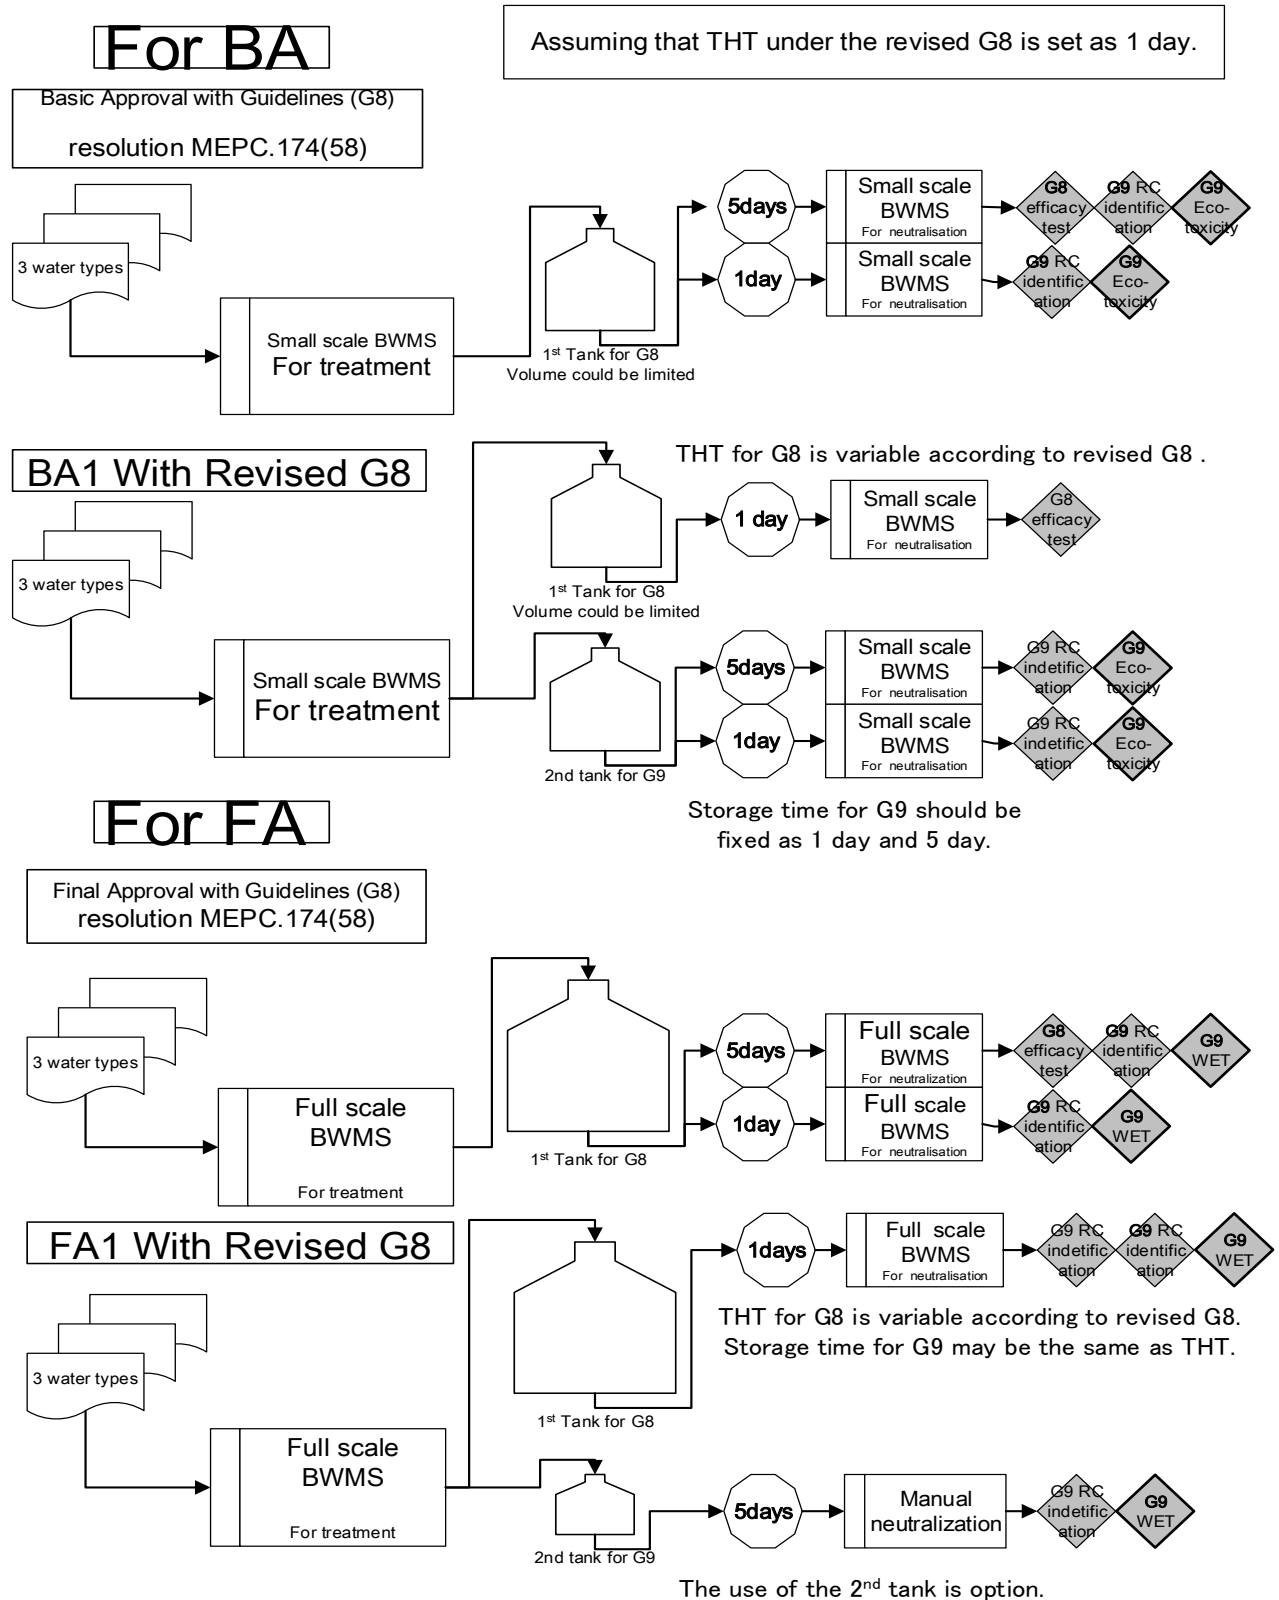 For BA
Assuming that THT under the revised G8 is set as 1 day.
Basic Approval with Guidelines (G8)
resolution MEPC.174(58)
3 water types
Small scale BWMS
For treatment
1st Tank for G8
Volume could be limited
5days
Small scale
BWMS
For neutralisation
G8
efficacy
test
G9 RC
identific
ation
G9
Eco-
toxicity
1day
Small scale
BWMS
For neutralisation
G9 RC
identific
ation
G9
Eco-
toxicity
BA1 With Revised G8
THT for G8 is variable according to revised G8 .
3 water types
Small scale BWMS
For treatment
1st Tank for G8
Volume could be limited
1 day
Small scale
BWMS
For neutralisation
G8
efficacy
test
2nd tank for G9
5days
Small scale
BWMS
For neutralisation
G9 RC
indetific
ation
G9
Eco-
toxicity
1day
Small scale
BWMS
For neutralisation
G9 RC
indetific
ation
G9
Eco-
toxicity
Storage time for G9 should be
fixed as 1 day and 5 day.
For FA
Final Approval with Guidelines (G8)
resolution MEPC.174(58)
3 water types
Full scale
BWMS
For treatment
1st Tank for G8
5days
Full scale
BWMS
For neutralization
G8
efficacy
test
G9 RC
identific
ation
G9
WET
1day
Full scale
BWMS
For neutralisation
G9 RC
identific
ation
G9
WET
FA1 With Revised G8
3 water types
Full scale
BWMS
For treatment
1st Tank for G8
1days
Full scale
BWMS
For neutralisation
G9 RC
indetific
ation
G9 RC
identific
ation
G9
WET
THT for G8 is variable according to revised G8.
Storage time for G9 may be the same as THT.
2nd tank for G9
5days
Manual
neutralization
G9 RC
indetific
ation
G9
WET
The use of the 2nd tank is option.